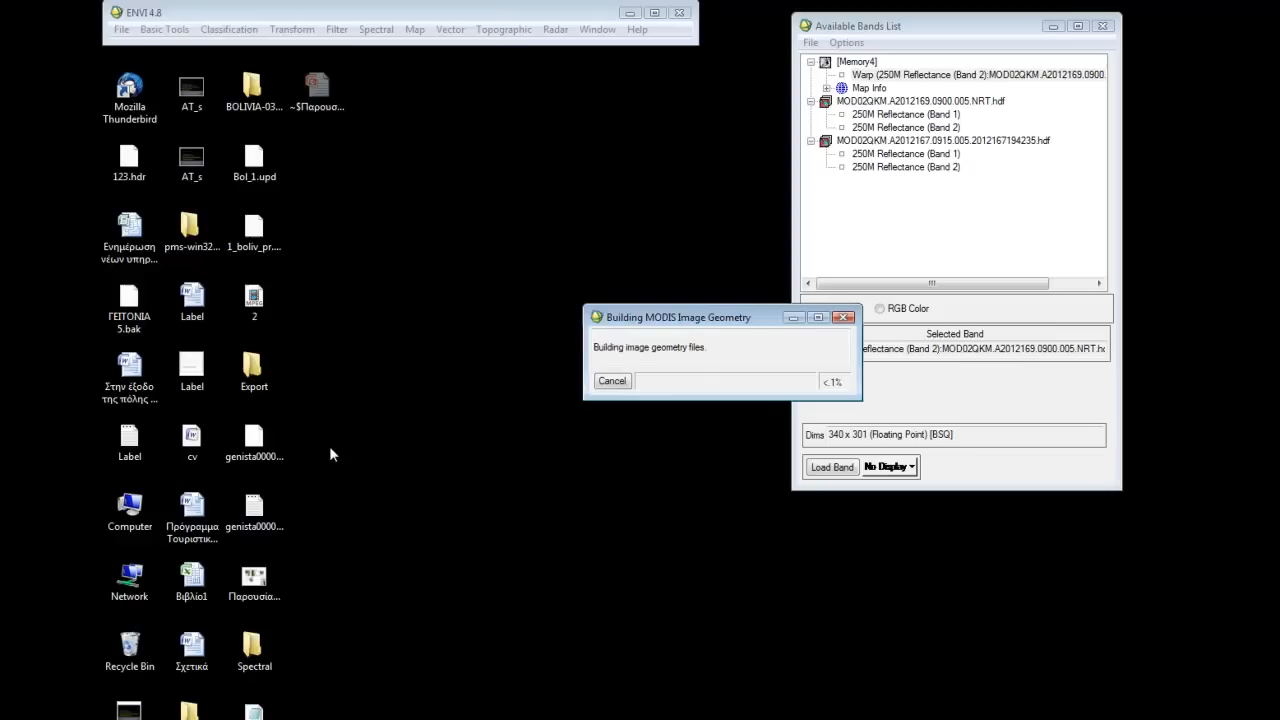 ENVI 4.8
File Basic Tools Classification Transform Filter Spectral Map Vector Topographic Radar Window Help
Available Bands List
File Options
[Memory4]
Warp (250M Reflectance (Band 2):MOD02QKM.A2012169.0900.
Map Info
MOD02QKM.A2012169.0900.005.NRT.hdf
250M Reflectance (Band 1)
250M Reflectance (Band 2)
MOD02QKM.A2012167.0915.005.2012167194235.hdf
250M Reflectance (Band 1)
250M Reflectance (Band 2)
RGB Color
Selected Band
eflectance (Band 2):MOD02QKM.A2012169.0900.005.NRT.hc
Dims 340 x 301 (Floating Point) [BSQ]
Load Band No Display
Building MODIS Image Geometry
Building image geometry files.
Cancel <1%
Mozilla Thunderbird
AT_s
BOLIVIA-03...
~$Παρουσ...
123.hdr
AT_s
Bol_1.upd
Ενημέρωση νέων υπηρ...
pms-win32...
1_boliv_pr....
ΓΕΙΤΟΝΙΑ 5.bak
Label
MPEG
2
Στην έξοδο της πόλης ...
Label
Export
Label
cv
genista0000...
Computer
Πρόγραμμα Τουριστικ...
genista0000...
Network
Βιβλίο1
Παρουσία...
Recycle Bin
Σχετικά
Spectral